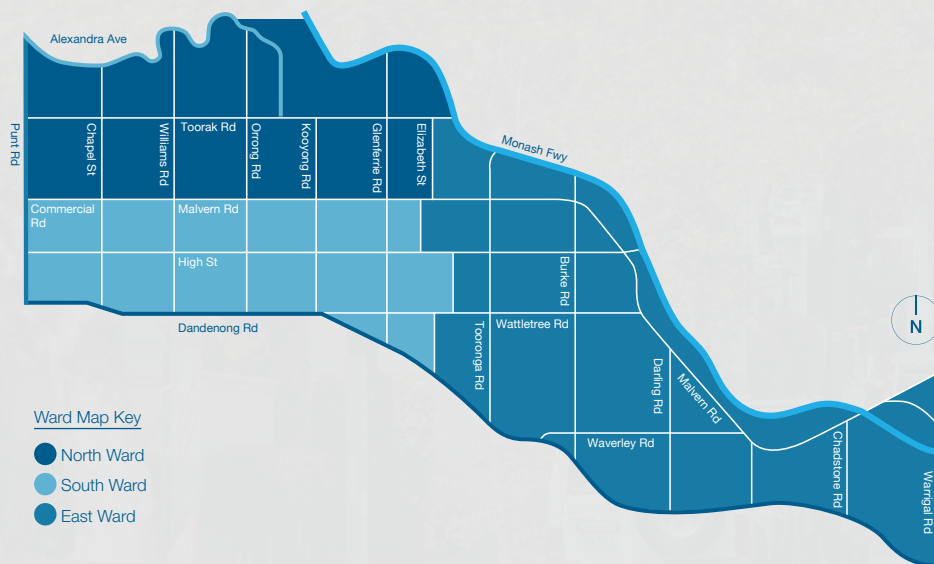 Alexandra Ave
Punt Rd
Chapel St
Williams Rd
Toorak Rd
Orrong Rd
Kooyong Rd
Glenferrie Rd
Elizabeth St
Monash Fwy
Commercial
Rd
Malvern Rd
High St
Burke Rd
Dandenong Rd
Tooronga Rd
Wattletree Rd
Darling Rd
Malvern Rd
Waverley Rd
Chadstone Rd
Warrigal Rd
N
Ward Map Key
North Ward
South Ward
East Ward